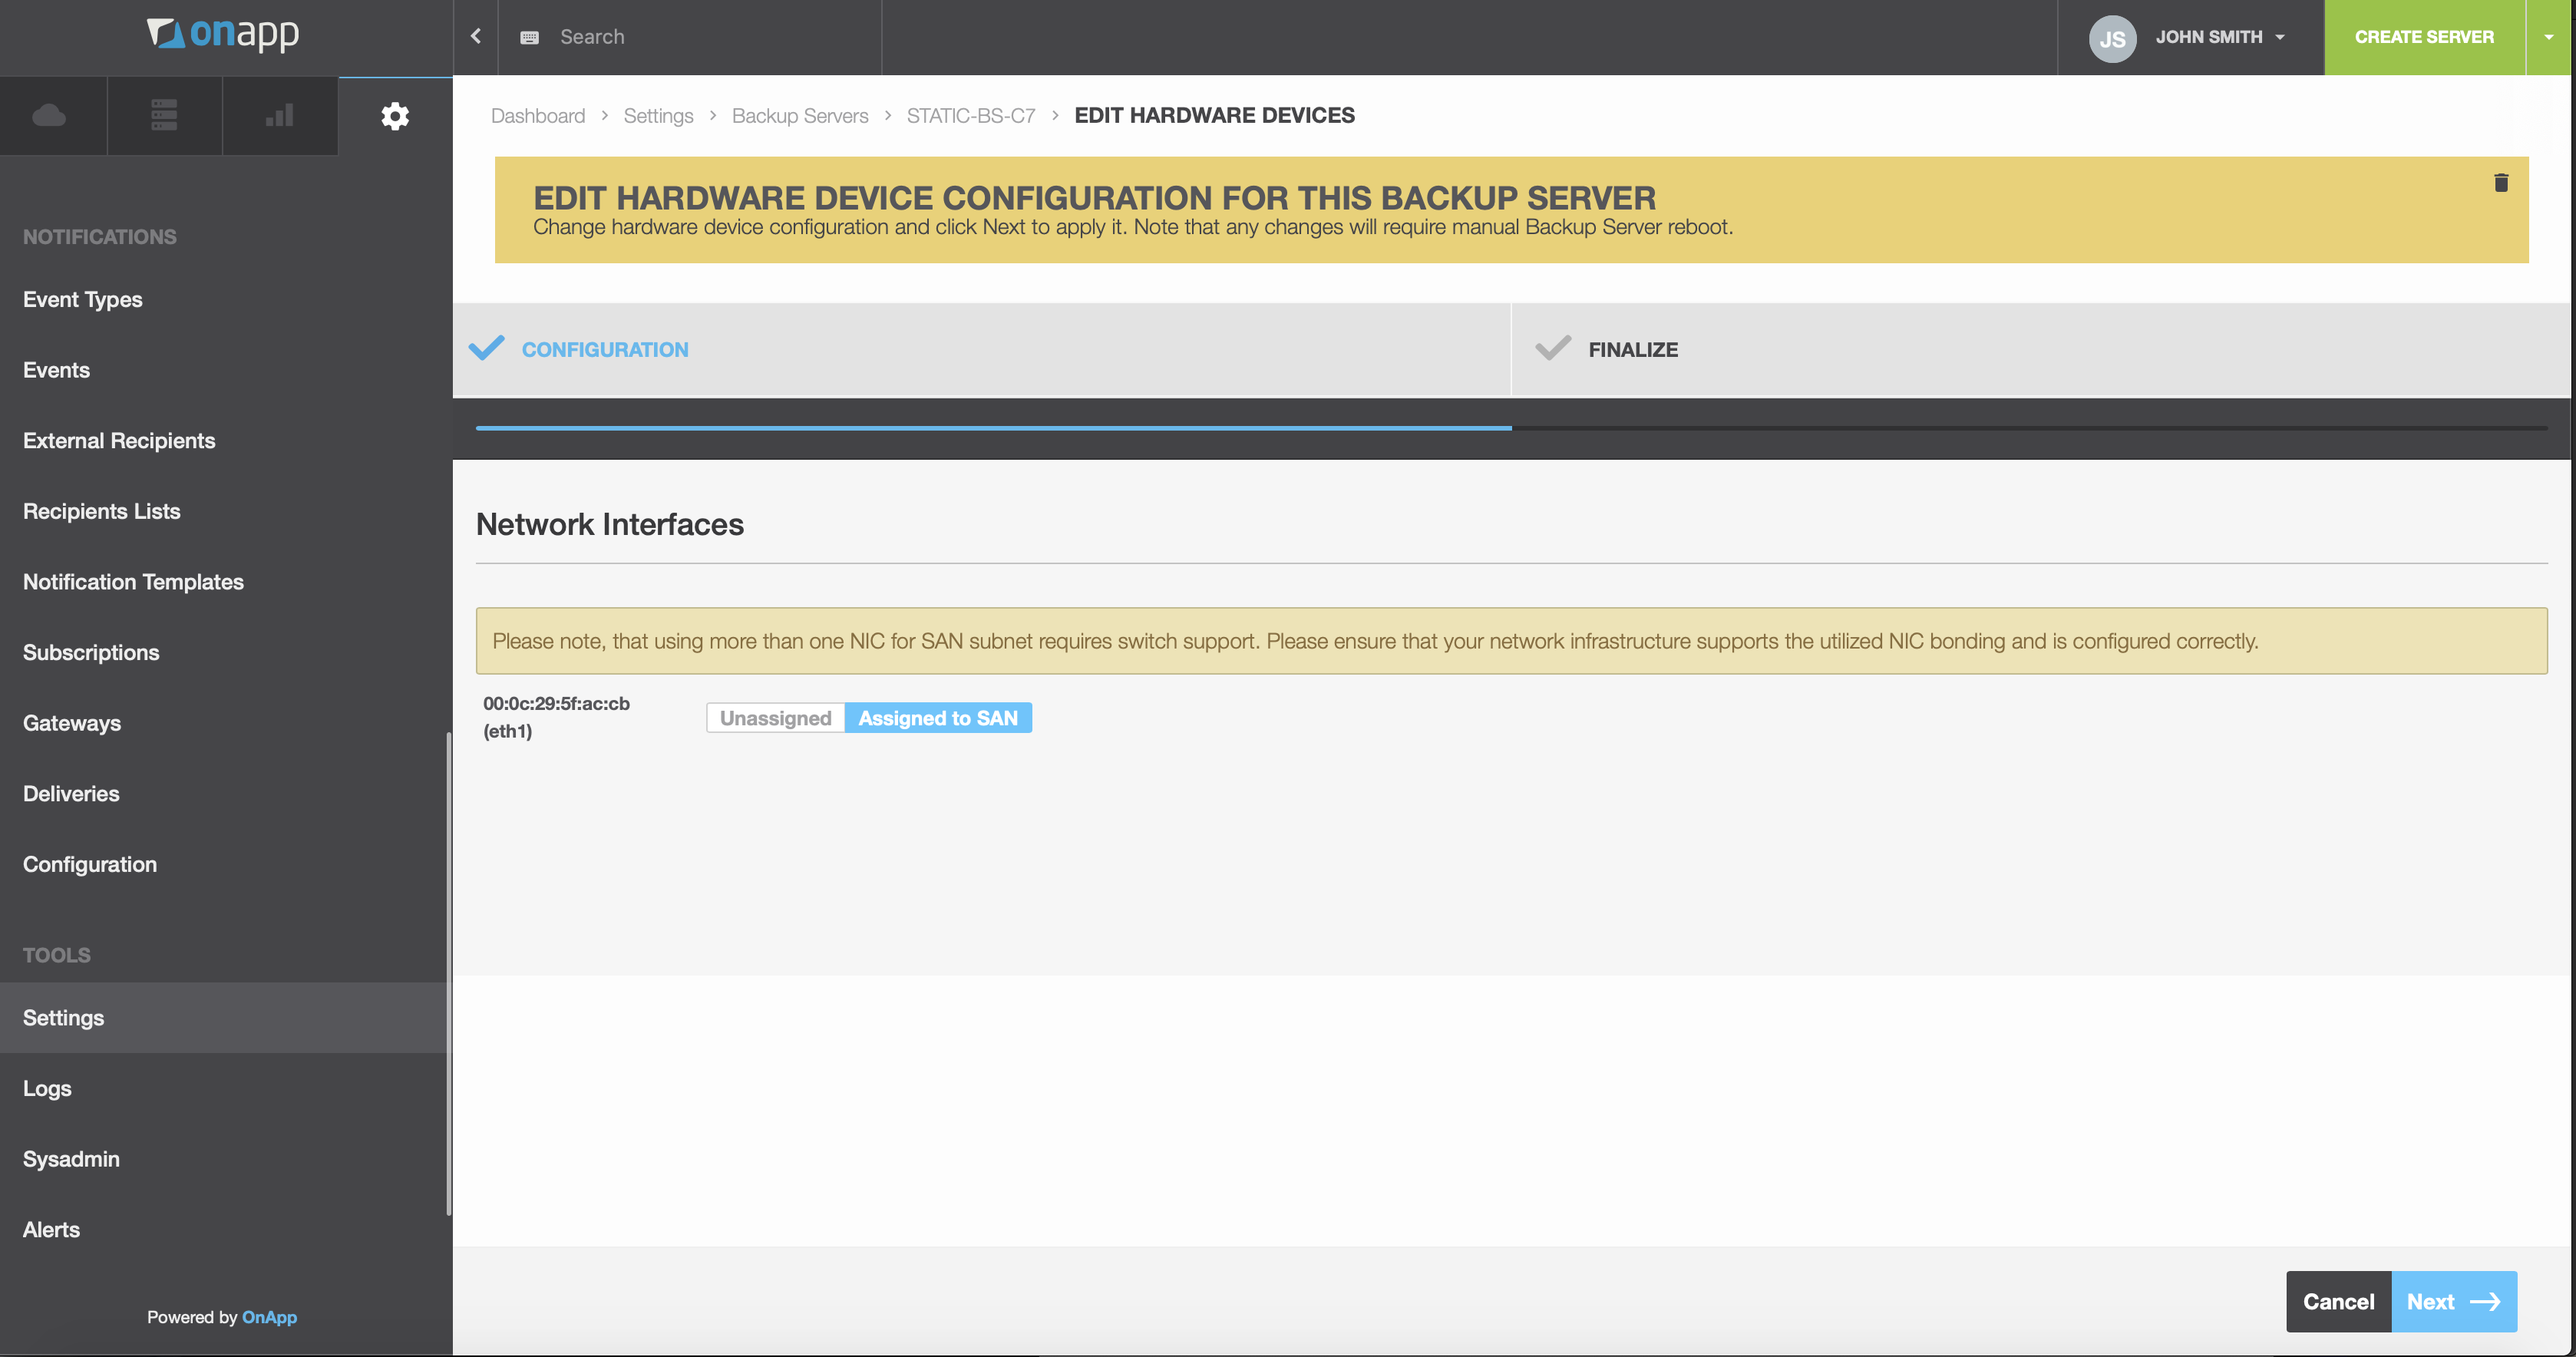 onapp
Search
JS
JOHN SMITH
CREATE SERVER
Dashboard > Settings > Backup Servers > STATIC-BS-C7 > EDIT HARDWARE DEVICES
EDIT HARDWARE DEVICE CONFIGURATION FOR THIS BACKUP SERVER
Change hardware device configuration and click Next to apply it. Note that any changes will require manual Backup Server reboot.
NOTIFICATIONS
Event Types
Events
External Recipients
Recipients Lists
Notification Templates
Subscriptions
Gateways
Deliveries
Configuration
TOOLS
Settings
Logs
Sysadmin
Alerts
Powered by OnApp
CONFIGURATION
FINALIZE
Network Interfaces
Please note, that using more than one NIC for SAN subnet requires switch support. Please ensure that your network infrastructure supports the utilized NIC bonding and is configured correctly.
00:0c:29:5f:ac:cb
(eth1)
Unassigned
Assigned to SAN
Cancel
Next